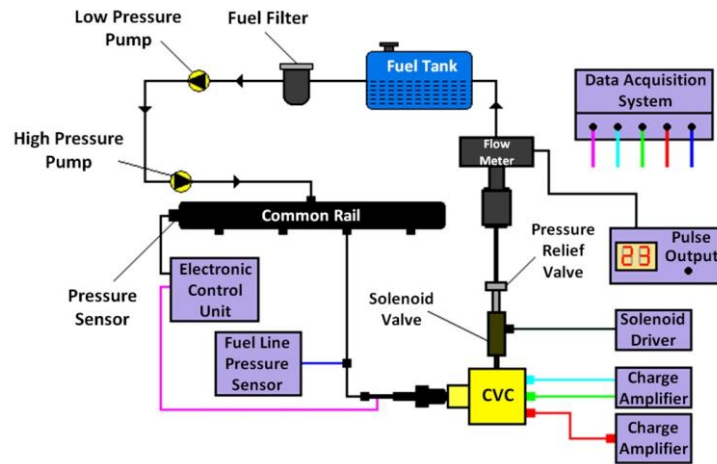 Low Pressure
Pump
Fuel Filter
Fuel Tank
Data Acquisition
System
High Pressure
Pump
Flow
Meter
Common Rail
Pressure
Relief
Valve
23
Pulse
Output
Pressure
Sensor
Electronic
Control
Unit
Solenoid
Valve
Fuel Line
Pressure
Sensor
Solenoid
Driver
CVC
Charge
Amplifier
Charge
Amplifier